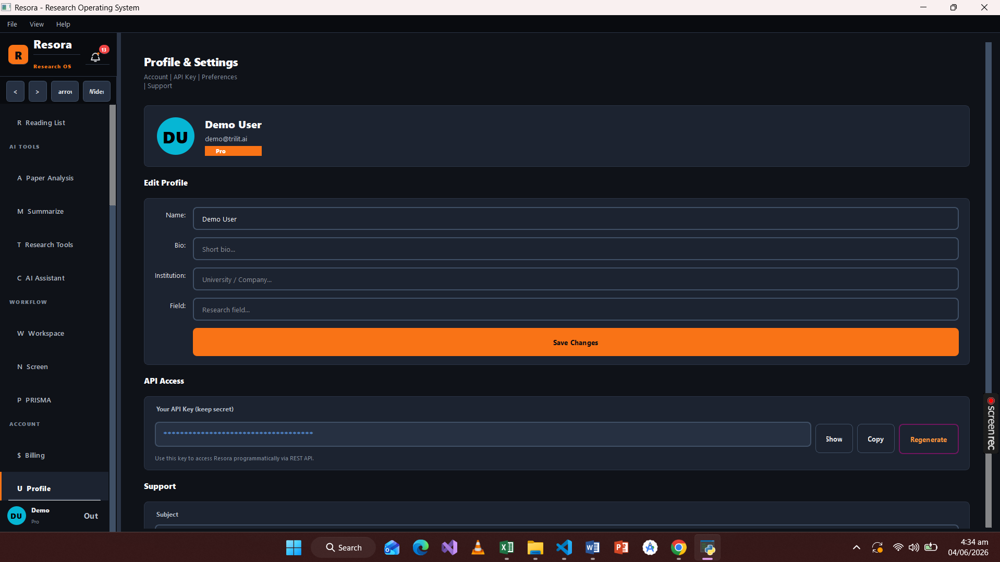 Resora - Research Operating System
File View Help
R
Resora
Research OS
13
< > arrov Wider
R Reading List
AI TOOLS
A Paper Analysis
M Summarize
T Research Tools
C AI Assistant
WORKFLOW
W Workspace
N Screen
P PRISMA
ACCOUNT
$ Billing
U Profile
DU
Demo
Pro
Out
Profile & Settings
Account | API Key | Preferences
| Support
DU
Demo User
demo@trilit.ai
Pro
Edit Profile
Name: Demo User
Bio: Short bio...
Institution: University / Company...
Field: Research field...
Save Changes
API Access
Your API Key (keep secret)
************************************
Show Copy Regenerate
Use this key to access Resora programmatically via REST API.
Support
Subject
screenrec
Search
4:34 am
04/06/2026